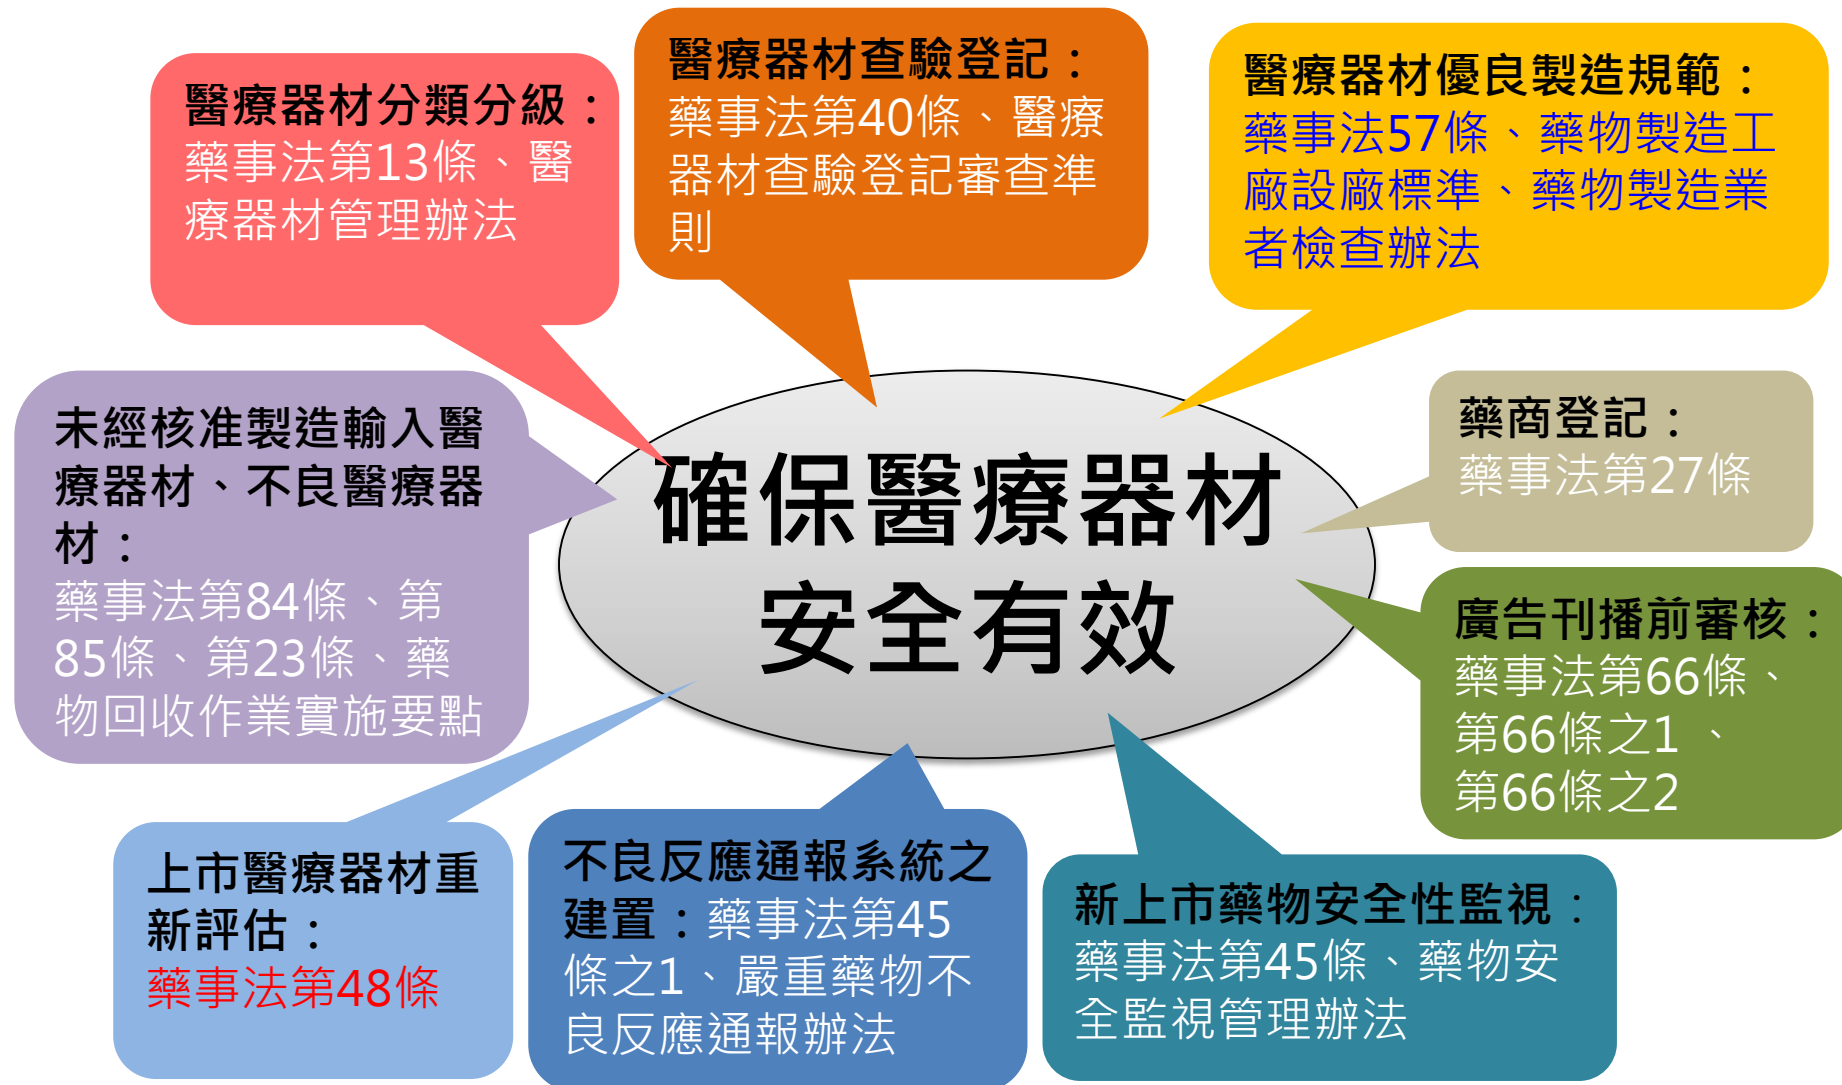 醫療器材分類分級：
藥事法第13條、醫
療器材管理辦法
醫療器材查驗登記：
藥事法第40條、醫療
器材查驗登記審查準
則
醫療器材優良製造規範：
藥事法57條、藥物製造工
廠設廠標準、藥物製造業
者檢查辦法
未經核准製造輸入醫
療器材、不良醫療器
材：
藥事法第84條、第
85條、第23條、藥
物回收作業實施要點
確保醫療器材
安全有效
藥商登記：
藥事法第27條
廣告刊播前審核：
藥事法第66條、
第66條之1 、
第66條之2
上市醫療器材重
新評估：
藥事法第48條
不良反應通報系統之
建置：藥事法第45
條之1、嚴重藥物不
良反應通報辦法
新上市藥物安全性監視：
藥事法第45條、藥物安
全監視管理辦法